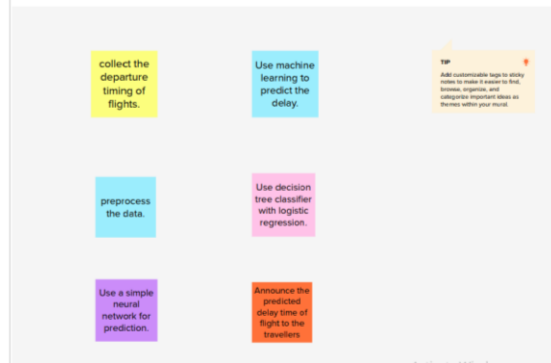 collect the
departure
timing of
flights.
Use machine
learning to
predict the
delay.
TIP
Add customizable tags to sticky
notes to make it easier to find,
browse, organize, and
categorize important ideas as
themes within your mural.
preprocess
the data.
Use decision
tree classifier
with logistic
regression.
Use a simple
neural
network for
prediction.
Announce the
predicted
delay time of
flight to the
travellers